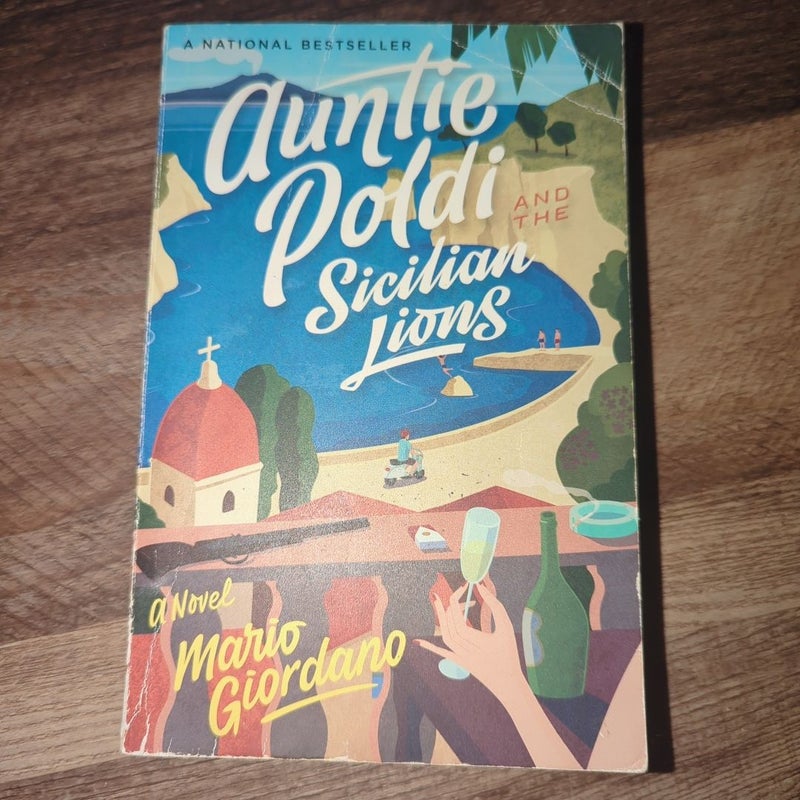 A NATIONAL BESTSELLER
Auntie
Poldi
AND
THE
Sicilian
Lions
a Novel
Mario
Giordano